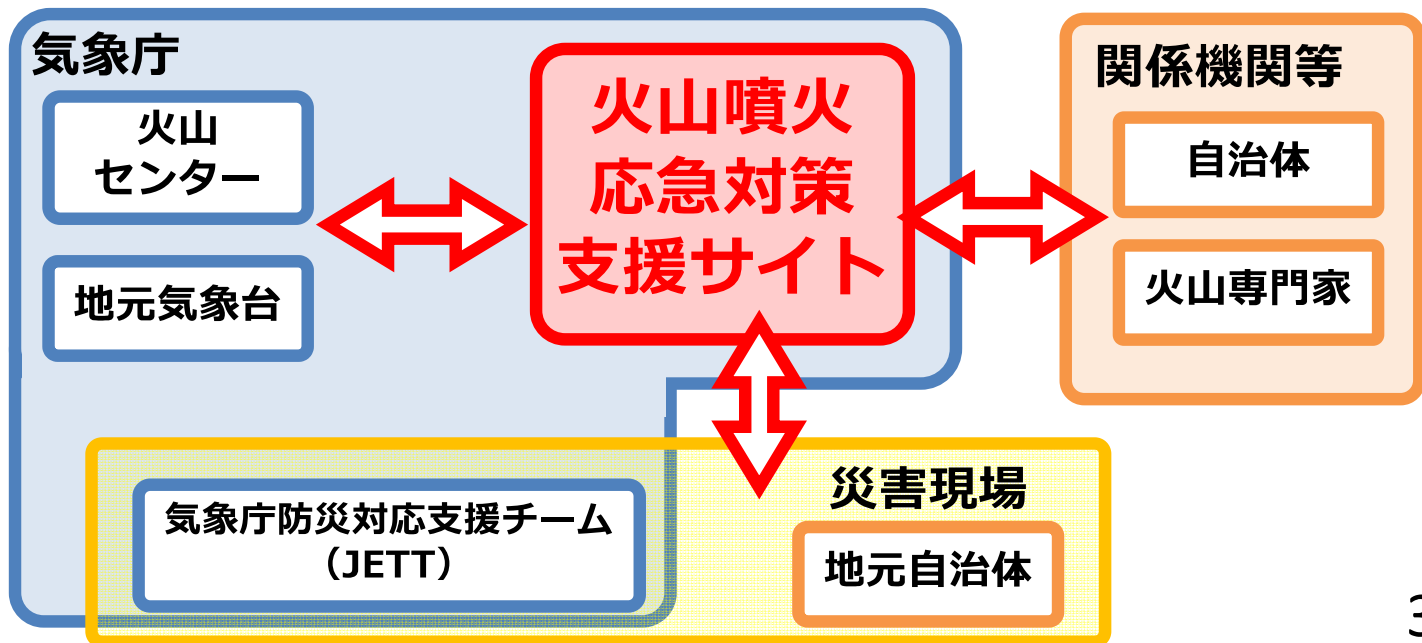 気象庁
火山
センター
地元気象台
火山噴火
応急対策
支援サイト
関係機関等
自治体
火山専門家
気象庁防災対応支援チーム
（JETT）
災害現場
地元自治体
3